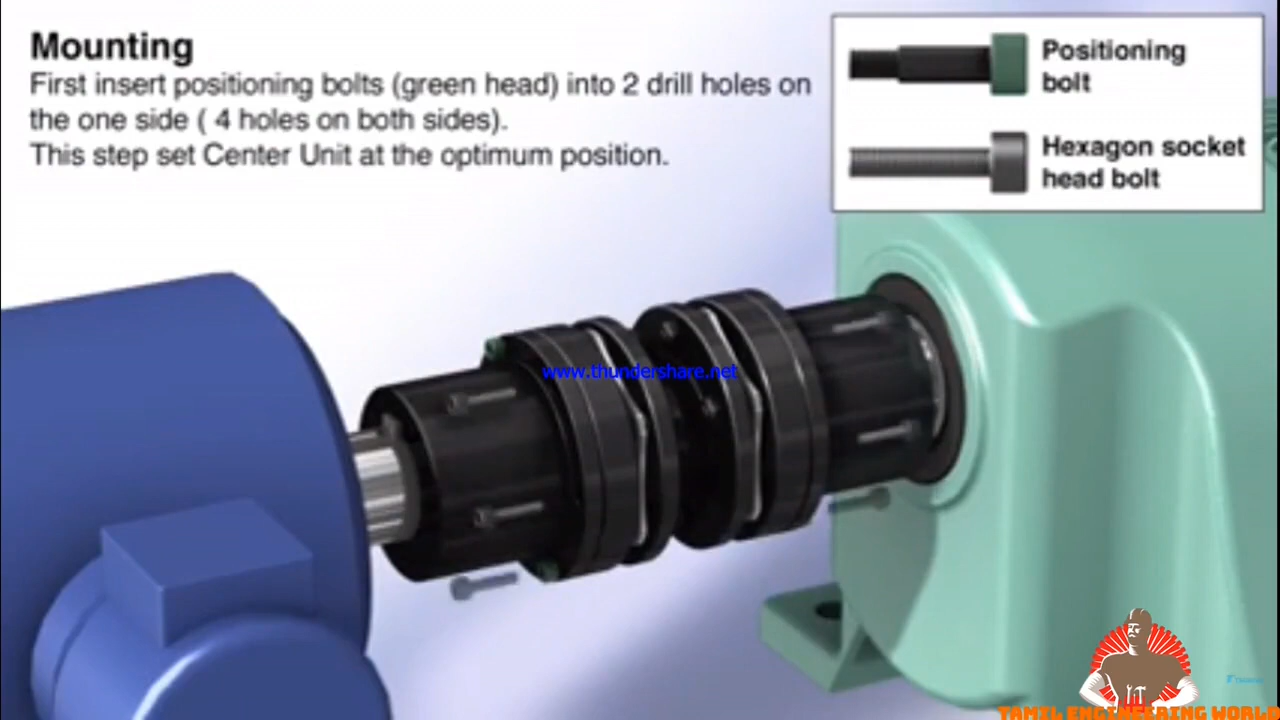 Mounting
First insert positioning bolts (green head) into 2 drill holes on
the one side ( 4 holes on both sides).
This step set Center Unit at the optimum position.
Positioning
bolt
Hexagon socket
head bolt
www.thundershare.net
TAMIL ENGINEERING WORLD